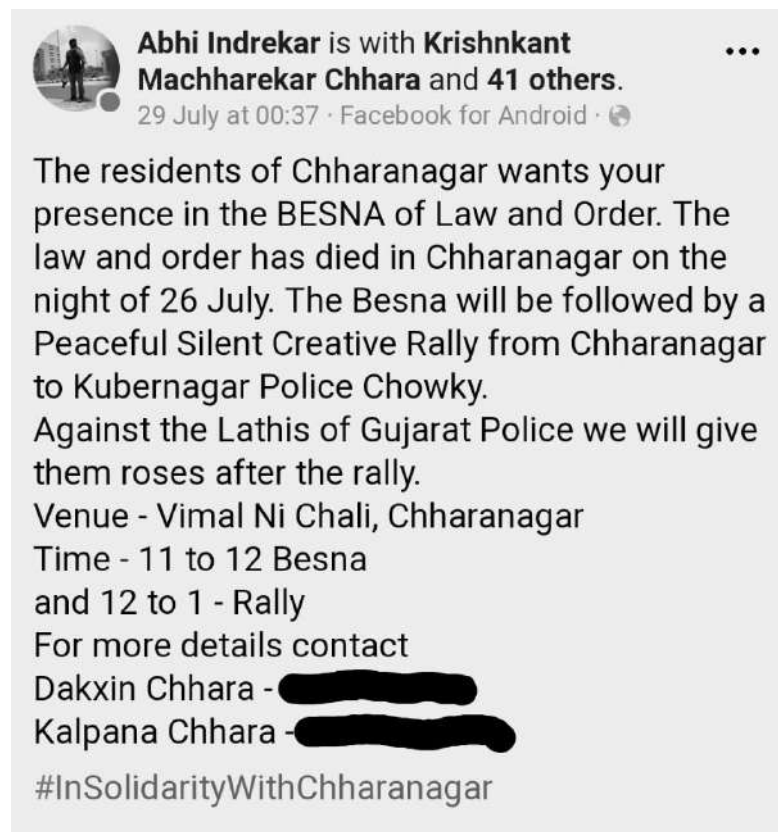 Abhi Indrekar is with Krishnkant
Machharekar Chhara and 41 others.
29 July at 00:37 · Facebook for Android ·
The residents of Chharanagar wants your
presence in the BESNA of Law and Order. The
law and order has died in Chharanagar on the
night of 26 July. The Besna will be followed by a
Peaceful Silent Creative Rally from Chharanagar
to Kubernagar Police Chowky.
Against the Lathis of Gujarat Police we will give
them roses after the rally.
Venue - Vimal Ni Chali, Chharanagar
Time - 11 to 12 Besna
and 12 to 1 - Rally
For more details contact
Dakxin Chhara -
Kalpana Chhara -
#InSolidarityWithChharanagar